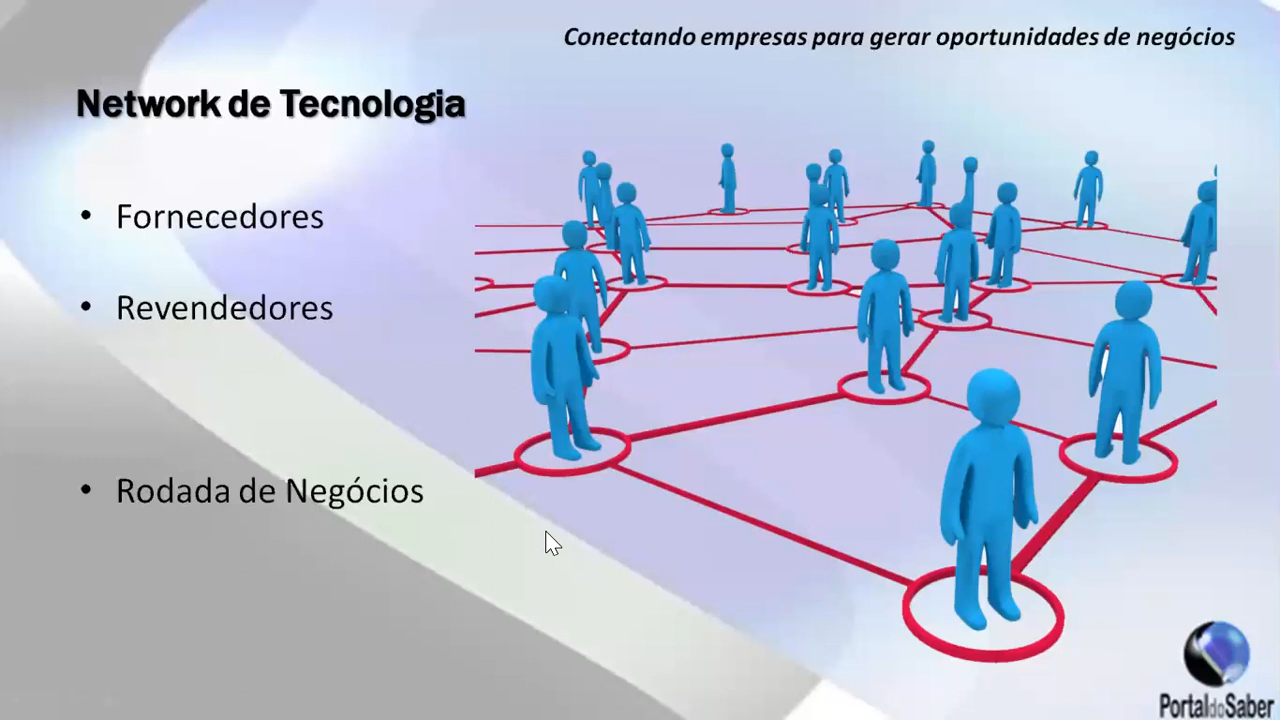 Conectando empresas para gerar oportunidades de negócios
Network de Tecnologia
• Fornecedores
• Revendedores
• Rodada de Negócios
PortaldoSaber